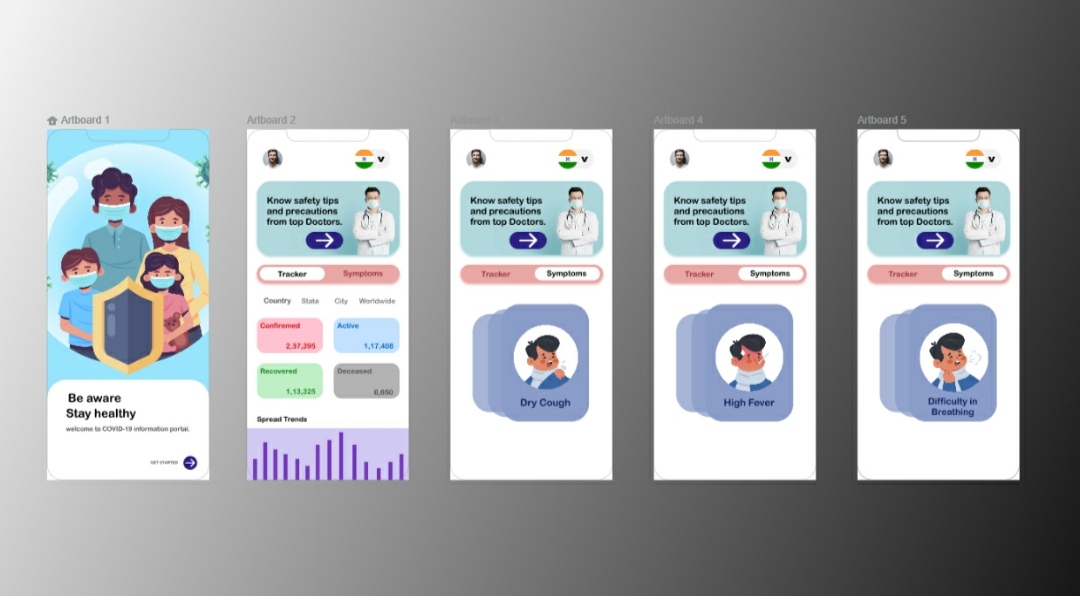 Artboard 1
Be aware
Stay healthy
welcome to COVID-19 information portal.
GET STARTED
Artboard 2
v
Know safety tips
and precautions
from top Doctors.
Tracker Symptoms
Country State City Worldwide
Confiremed
2,37,395
Active
1,17,408
Recovered
1,13,325
Deceased
6,650
Spread Trends
Artboard 3
v
Know safety tips
and precautions
from top Doctors.
Tracker Symptoms
Dry Cough
Artboard 4
v
Know safety tips
and precautions
from top Doctors.
Tracker Symptoms
High Fever
Artboard 5
v
Know safety tips
and precautions
from top Doctors.
Tracker Symptoms
Difficulty in
Breathing